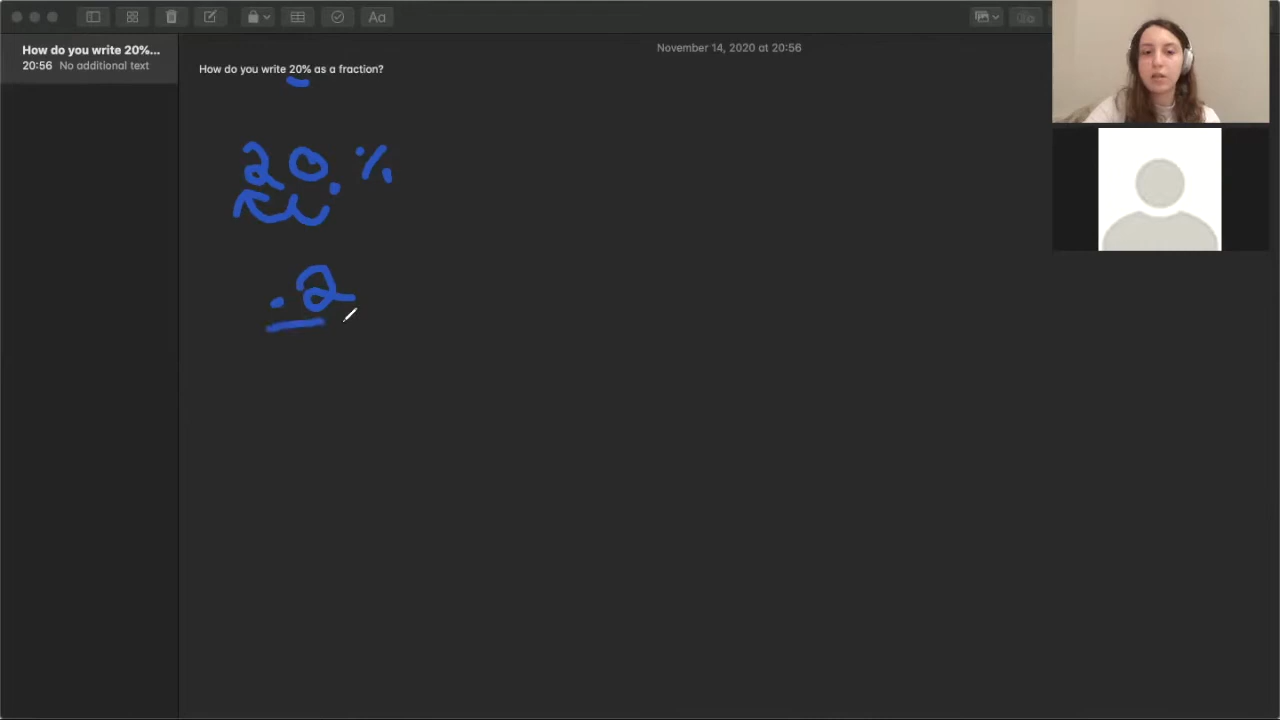 Aa
How do you write 20%...
20:56 No additional text
November 14, 2020 at 20:56
How do you write 20% as a fraction?
20.%
.2